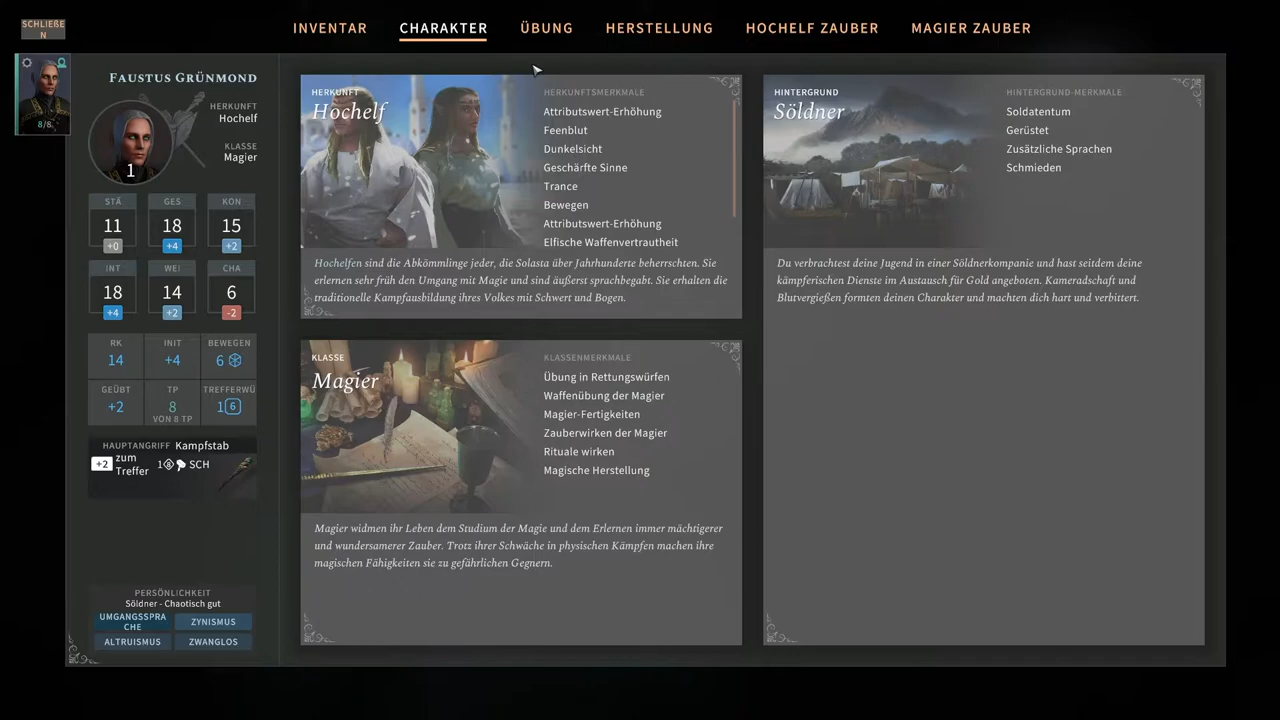 SCHLIEßE
N
INVENTAR
CHARAKTER
ÜBUNG
HERSTELLUNG
HOCHELF ZAUBER
MAGIER ZAUBER
8/8
FAUSTUS GRÜNMOND
HERKUNFT
Hochelf
KLASSE
Magier
1
STÄ
GES
KON
11
18
15
+0
+4
+2
INT
WEI
CHA
18
14
6
+4
+2
-2
RK
INIT
BEWEGEN
14
+4
6
GEÜBT
TP
TREFFERWÜ
+2
8
1 6
VON 8 TP
HAUPTANGRIFF Kampfstab
+2 zum
Treffer
1 8 SCH
PERSÖNLICHKEIT
Söldner - Chaotisch gut
UMGANGSSPRA
CHE
ZYNISMUS
ALTRUISMUS
ZWANGLOS
HERKUNFT
Hochelf
HERKUNFTSMERKMALE
Attributswert-Erhöhung
Feenblut
Dunkelsicht
Geschärfte Sinne
Trance
Bewegen
Attributswert-Erhöhung
Elfische Waffenvertrautheit
Hochelfen sind die Abkömmlinge jeder, die Solasta über Jahrhunderte beherrschten. Sie
erlernen sehr früh den Umgang mit Magie und sind äußerst sprachbegabt. Sie erhalten die
traditionelle Kampfausbildung ihres Volkes mit Schwert und Bogen.
KLASSE
Magier
KLASSENMERKMALE
Übung in Rettungswürfen
Waffenübung der Magier
Magier-Fertigkeiten
Zauberwirken der Magier
Rituale wirken
Magische Herstellung
Magier widmen ihr Leben dem Studium der Magie und dem Erlernen immer mächtigerer
und wundersamerer Zauber. Trotz ihrer Schwäche in physischen Kämpfen machen ihre
magischen Fähigkeiten sie zu gefährlichen Gegnern.
HINTERGRUND
Söldner
HINTERGRUND-MERKMALE
Soldatentum
Gerüstet
Zusätzliche Sprachen
Schmieden
Du verbrachtest deine Jugend in einer Söldnerkompanie und hast seitdem deine
kämpferischen Dienste im Austausch für Gold angeboten. Kameradschaft und
Blutvergießen formten deinen Charakter und machten dich hart und verbittert.